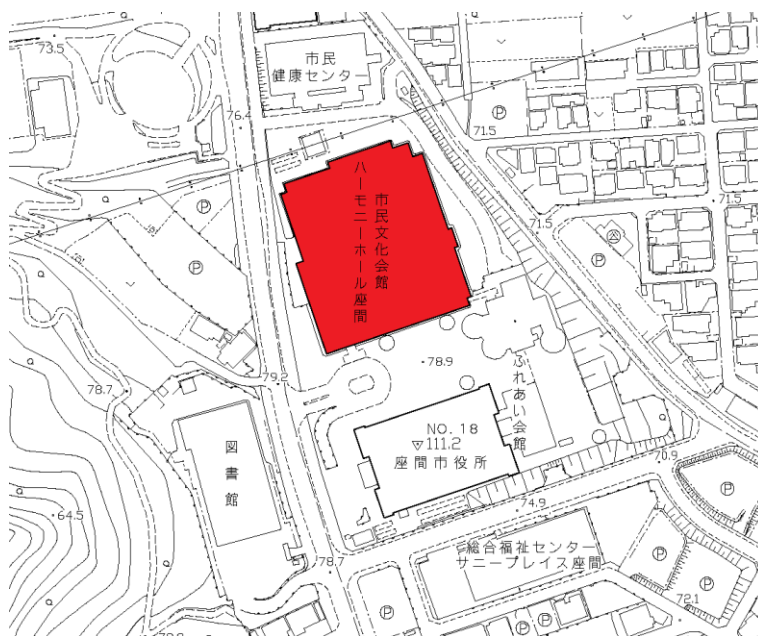 73.5
市民
健康センター
76.4
71.5
P
P
市民文化会館
ハーモニーホール座間
71.5
71.5
P
P
78.9
79.2
78.7
ふれあい会館
NO.18
111.2
座間市役所
図書館
70.9
P
64.5
74.9
総合福祉センター
サニープレイス座間
P
78.7
P
P
72.1
P
P